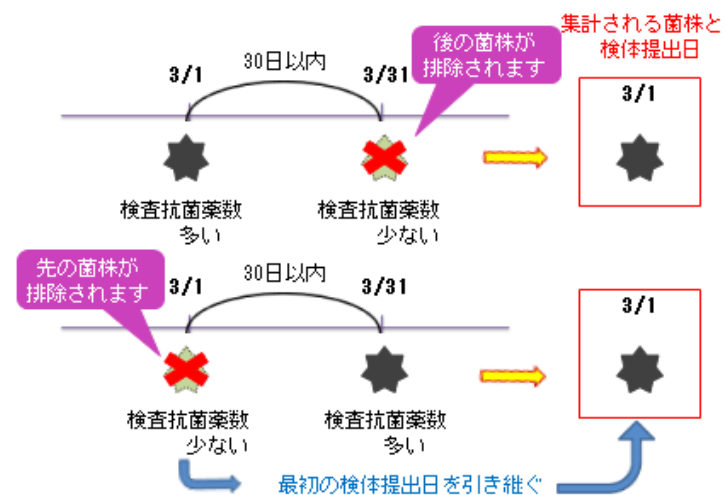 集計される菌株と
検体提出日
後の菌株が
排除されます
3/1
30日以内
3/31
3/1
検査抗菌薬数
多い
検査抗菌薬数
少ない
先の菌株が
排除されます
3/1
30日以内
3/31
3/1
検査抗菌薬数
少ない
検査抗菌薬数
多い
最初の検体提出日を引き継ぐ